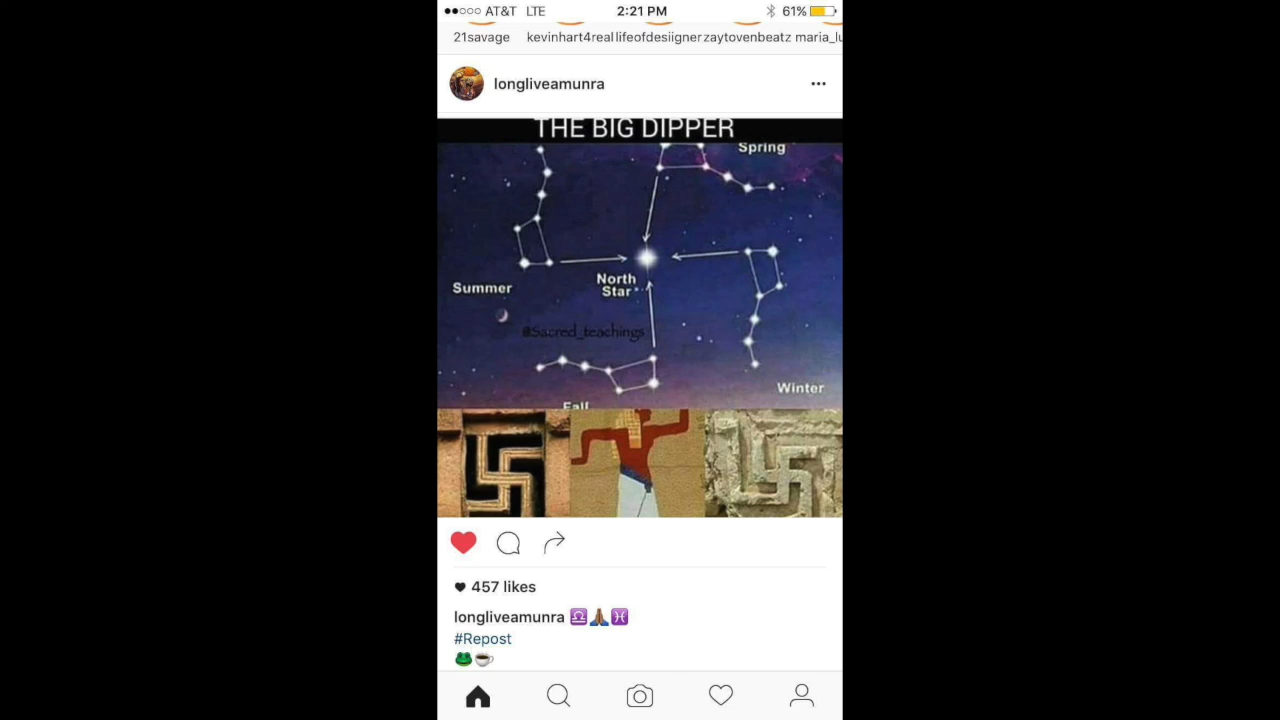 AT&T LTE 2:21 PM 61%
21savage kevinhart4real lifeofdesiigner zaytovenbeatz maria_lu
longliveamunra
THE BIG DIPPER
Spring
Summer
North
Star
@Sacred_teachings
Winter
Fall
457 likes
longliveamunra
#Repost